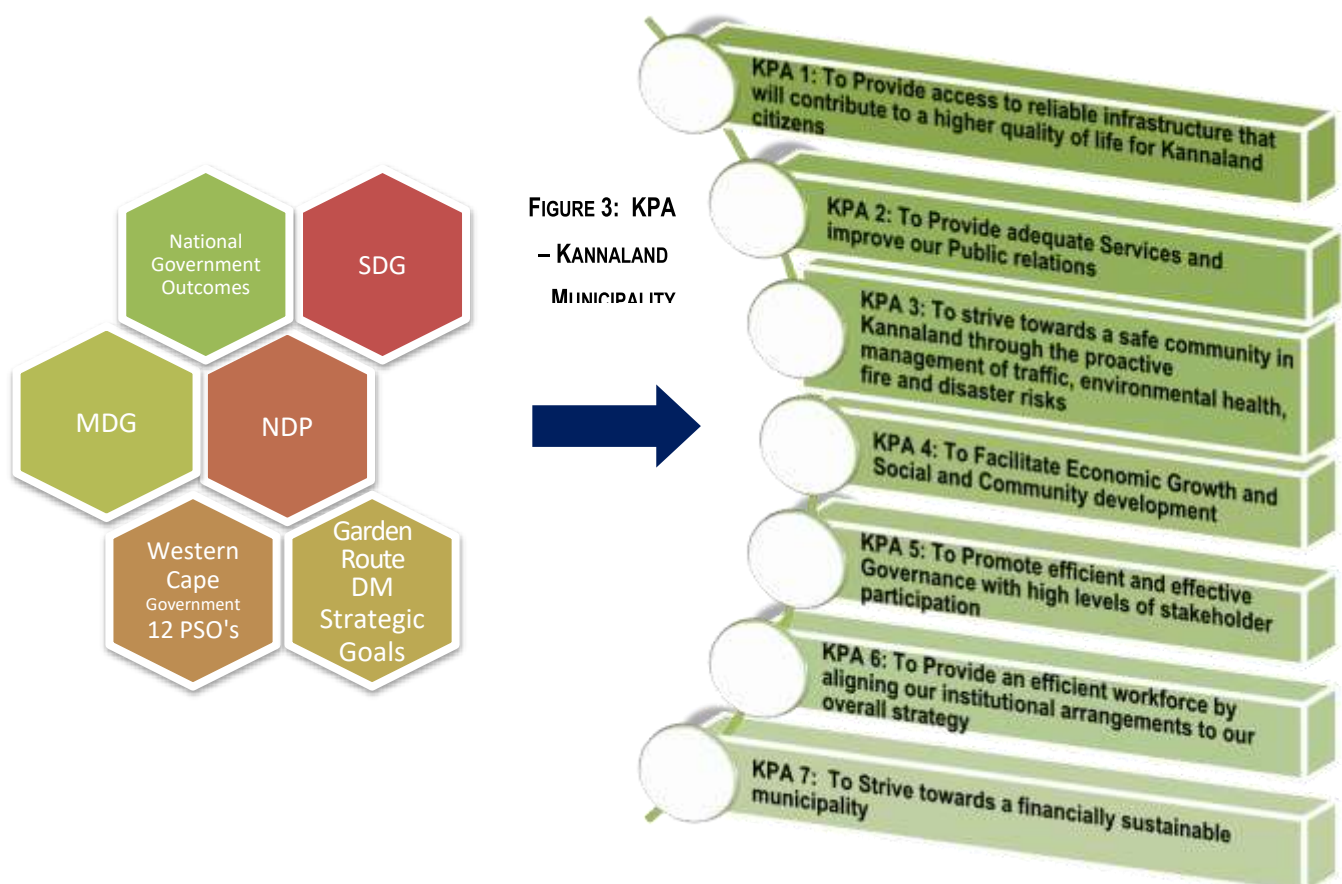 National
Government
Outcomes
SDG
MDG
NDP
Western
Cape
Government
12 PSO's
Garden
Route
DM
Strategic
Goals
FIGURE 3: KPA
– KANNALAND
MUNICIPALITY
KPA 1: To Provide access to reliable infrastructure that
will contribute to a higher quality of life for Kannaland
citizens
KPA 2: To Provide adequate Services and
improve our Public relations
KPA 3: To strive towards a safe community in
Kannaland through the proactive
management of traffic, environmental health,
fire and disaster risks
KPA 4: To Facilitate Economic Growth and
Social and Community development
KPA 5: To Promote efficient and effective
Governance with high levels of stakeholder
participation
KPA 6: To Provide an efficient workforce by
aligning our institutional arrangements to our
overall strategy
KPA 7: To Strive towards a financially sustainable
municipality